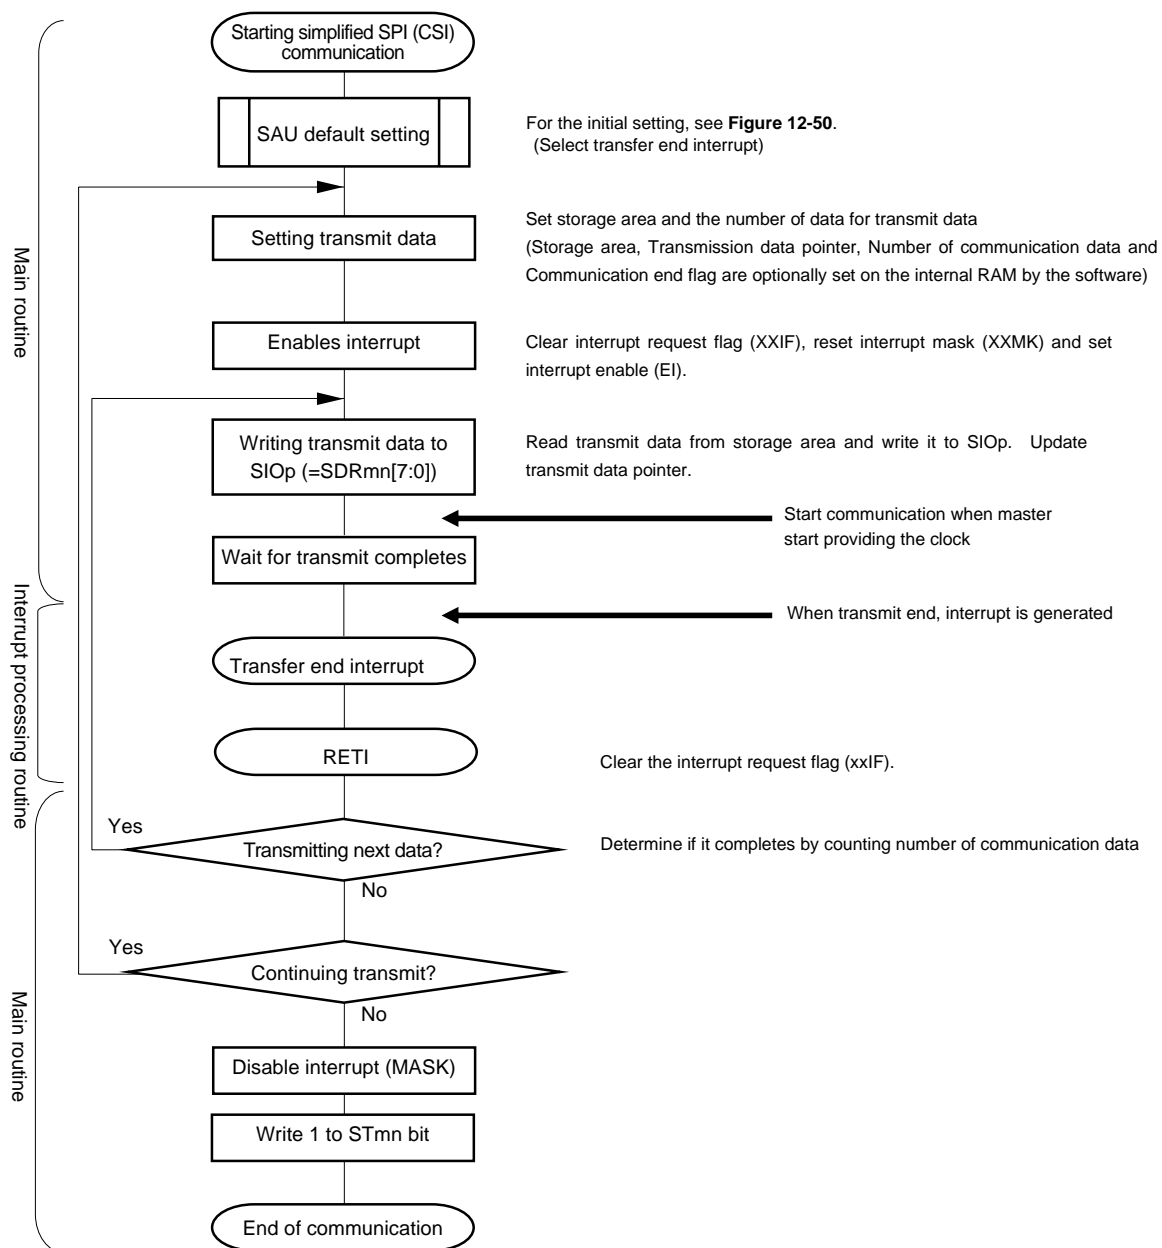 Starting simplified SPI (CSI)
communication
SAU default setting
For the initial setting, see Figure 12-50.
(Select transfer end interrupt)
Main routine
Setting transmit data
Set storage area and the number of data for transmit data
(Storage area, Transmission data pointer, Number of communication data and
Communication end flag are optionally set on the internal RAM by the software)
Enables interrupt
Clear interrupt request flag (XXIF), reset interrupt mask (XXMK) and set
interrupt enable (EI).
Writing transmit data to
SIOp (=SDRmn[7:0])
Read transmit data from storage area and write it to SIOp. Update
transmit data pointer.
Start communication when master
start providing the clock
Wait for transmit completes
When transmit end, interrupt is generated
Interrupt processing routine
Transfer end interrupt
RETI
Clear the interrupt request flag (xxIF).
Yes
Transmitting next data?
Determine if it completes by counting number of communication data
No
Yes
Continuing transmit?
No
Main routine
Disable interrupt (MASK)
Write 1 to STmn bit
End of communication